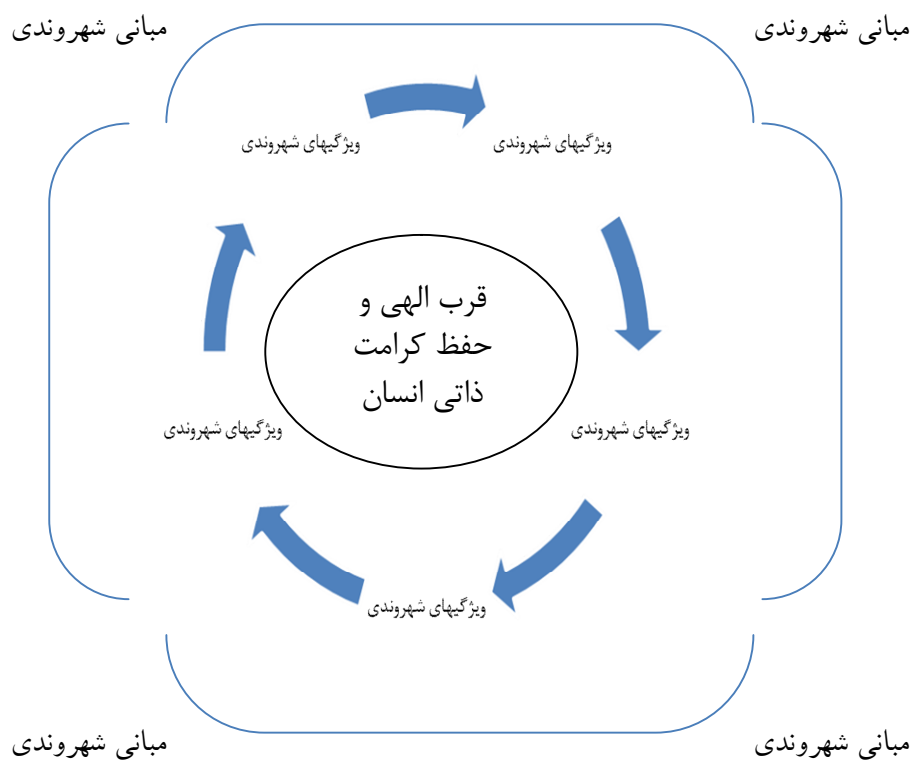 مبانی شهروندی
مبانی شهروندی
ویژگیهای شهروندی
ویژگیهای شهروندی
قرب الهی و
حفظ کرامت
ذاتی انسان
ویژگیهای شهروندی
ویژگیهای شهروندی
ویژگیهای شهروندی
مبانی شهروندی
مبانی شهروندی